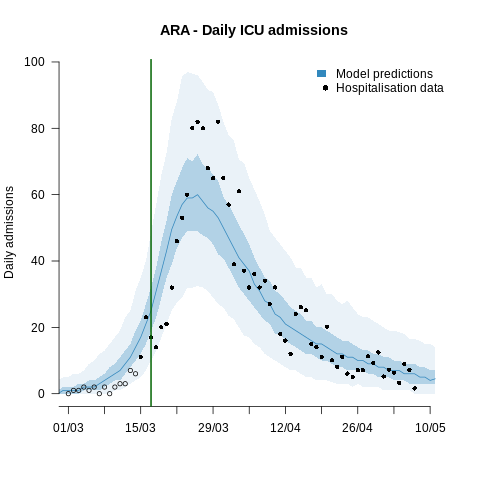 ARA - Daily ICU admissions
Model predictions
Hospitalisation data
Daily admissions
100
80
60
40
20
0
01/03 15/03 29/03 12/04 26/04 10/05